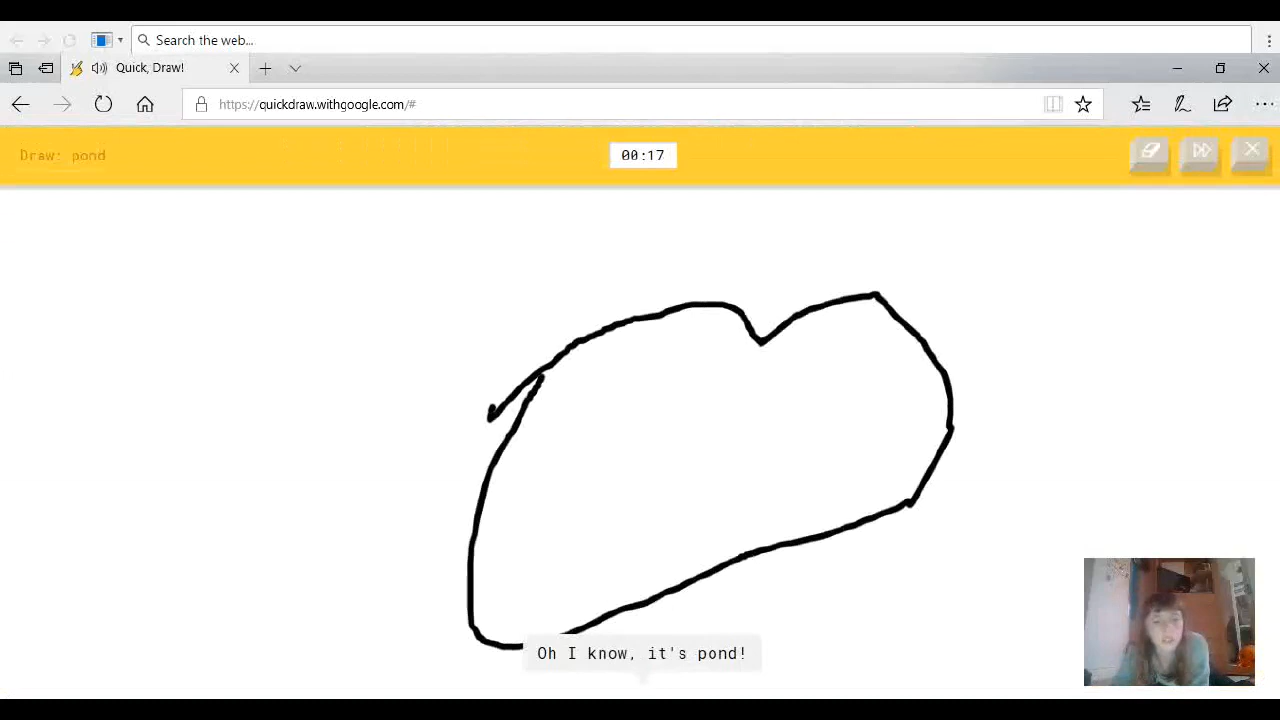 Search the web...
Quick, Draw!
https://quickdraw.withgoogle.com/#
Draw: pond
00:17
Oh I know, it's pond!